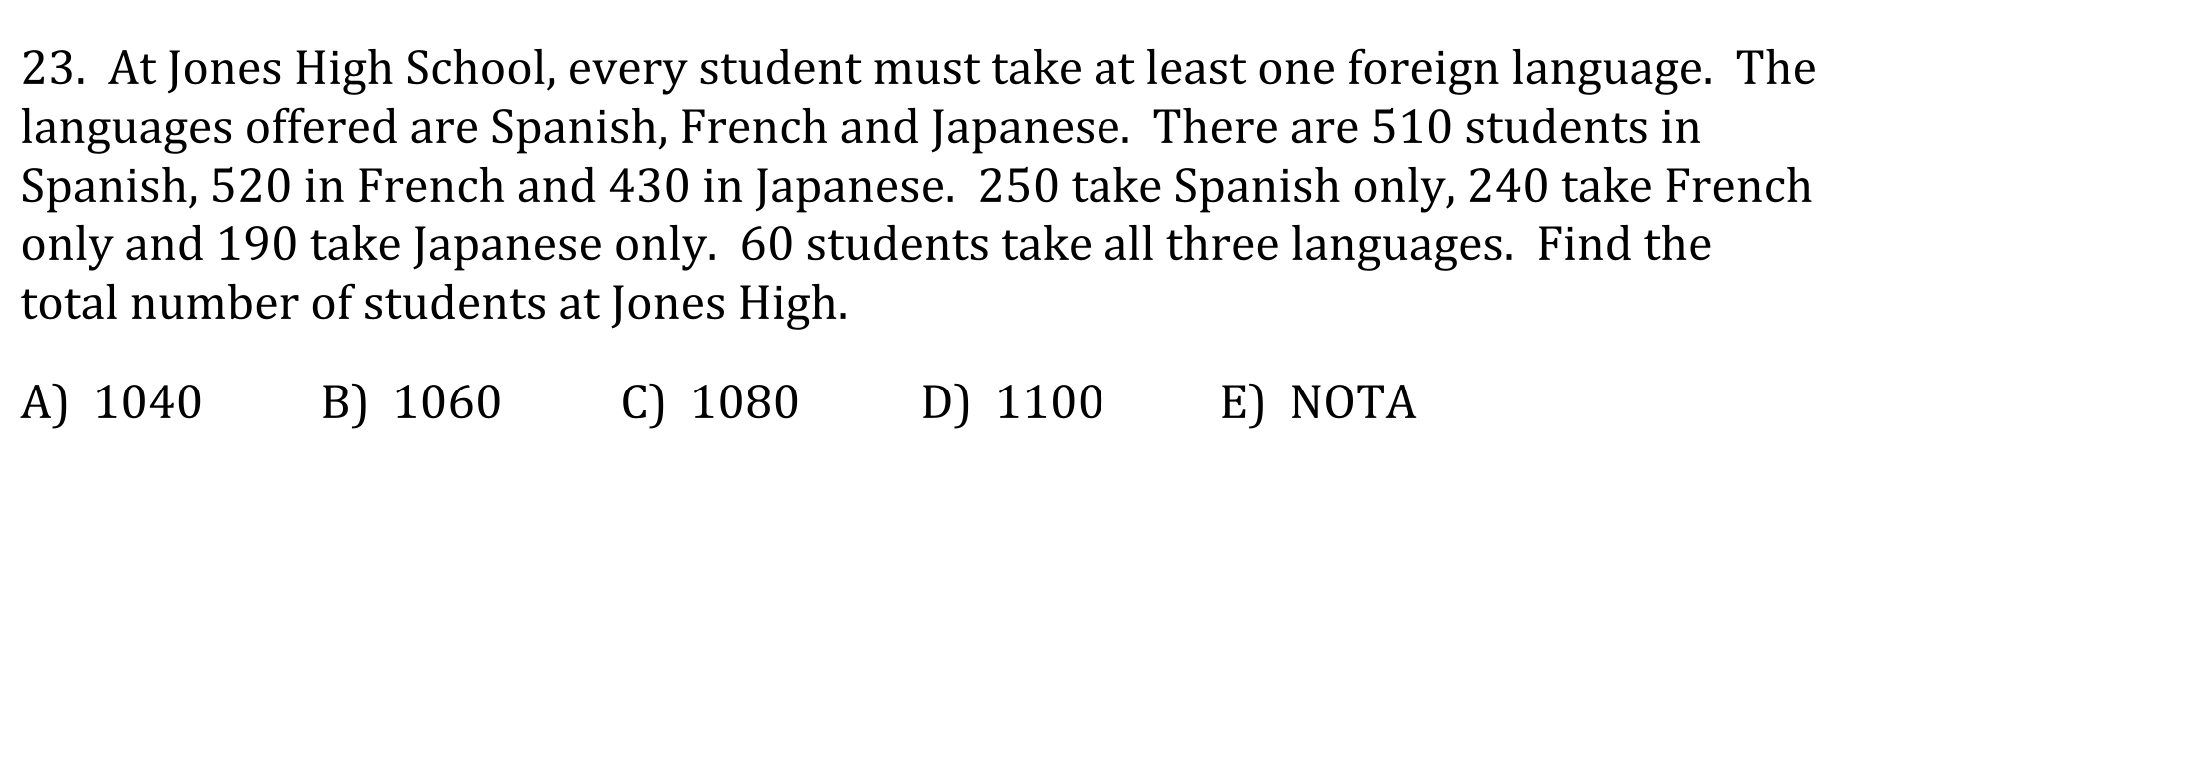 23.  At Jones High School, every student must take at least one foreign language.  The
languages offered are Spanish, French and Japanese.  There are 510 students in
Spanish, 520 in French and 430 in Japanese.  250 take Spanish only, 240 take French
only and 190 take Japanese only.  60 students take all three languages.  Find the
total number of students at Jones High.
A)  1040 B)  1060 C)  1080 D)  1100 E)  NOTA